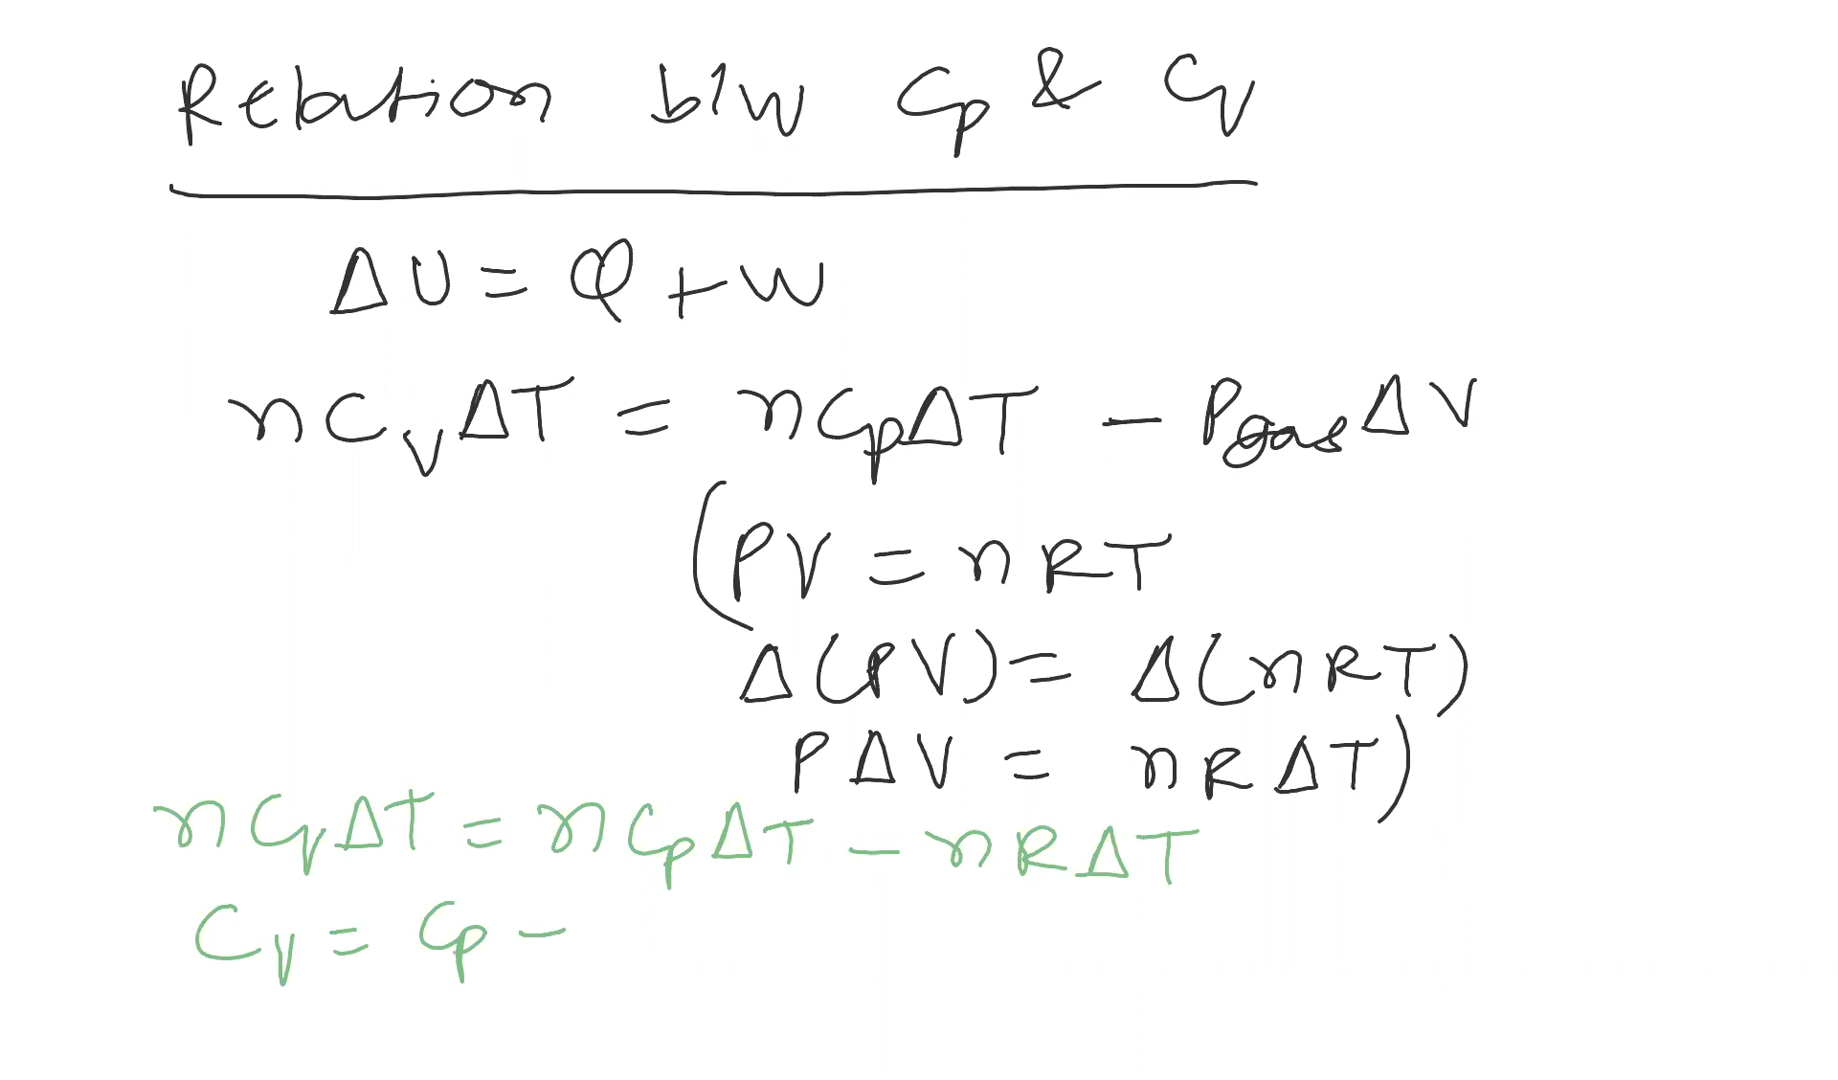 Relation b/w Cp & Cv
ΔU = Q + W
nCvΔT = nCpΔT - PgasΔV
(PV = nRT
Δ(PV) = Δ(nRT)
PΔV = nRΔT)
nCvΔT = nCpΔT - nRΔT
Cv = Cp -